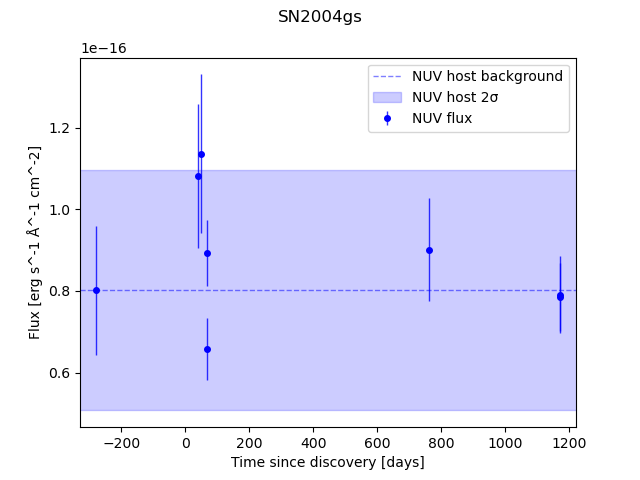 SN2004gs
1e−16
NUV host background
NUV host 2σ
NUV flux
1.2
1.0
0.8
0.6
Flux [erg s^-1 Å^-1 cm^-2]
−200
0
200
400
600
800
1000
1200
Time since discovery [days]